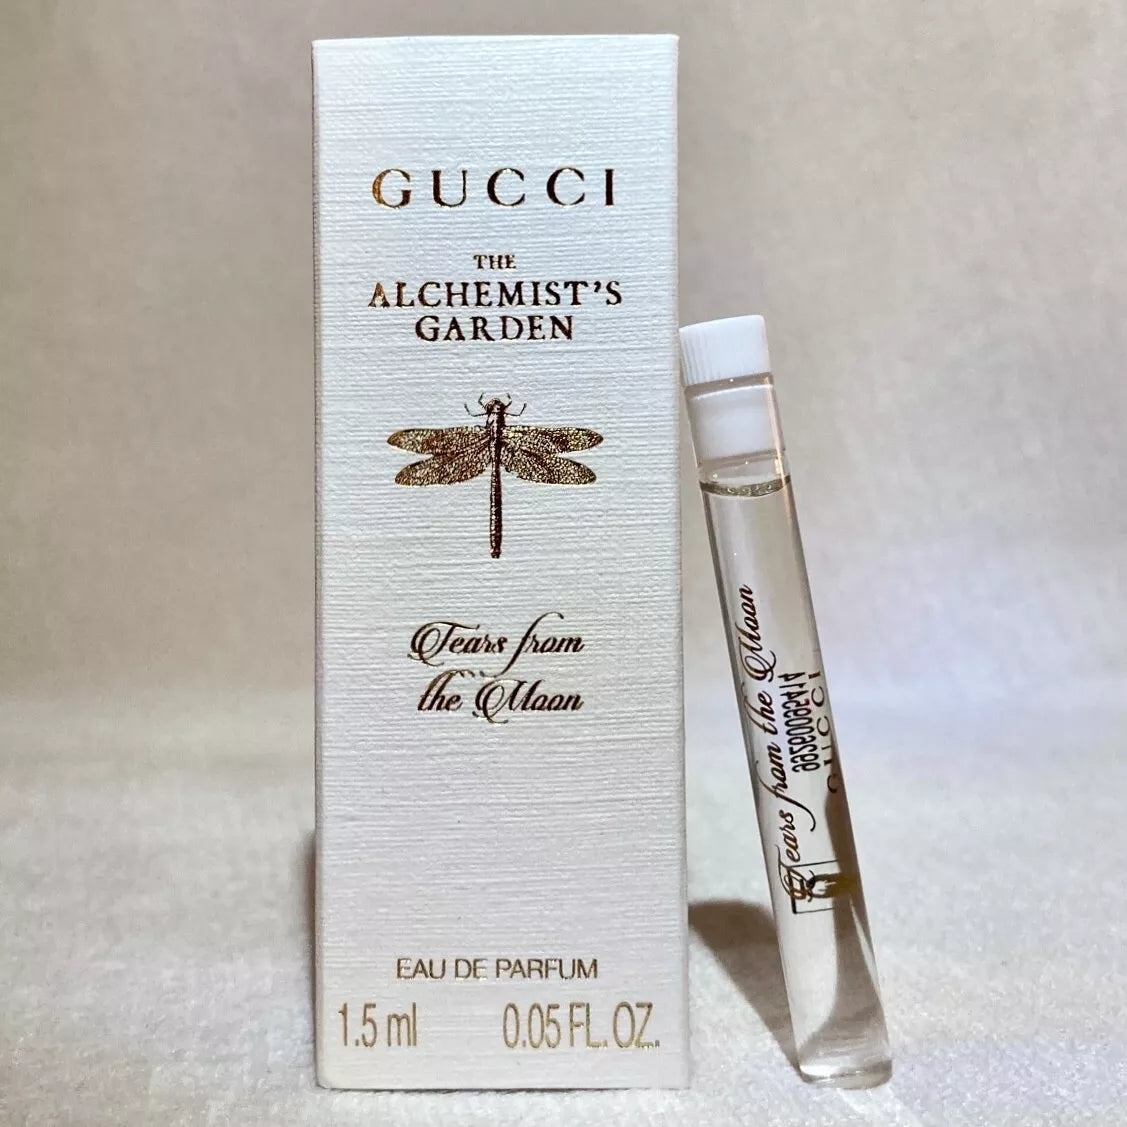 GUCCI
THE
ALCHEMIST'S
GARDEN
Tears from
the Moon
EAU DE PARFUM
1.5 ml 0.05 FL. OZ.
Tears from the Moon
GUCCI